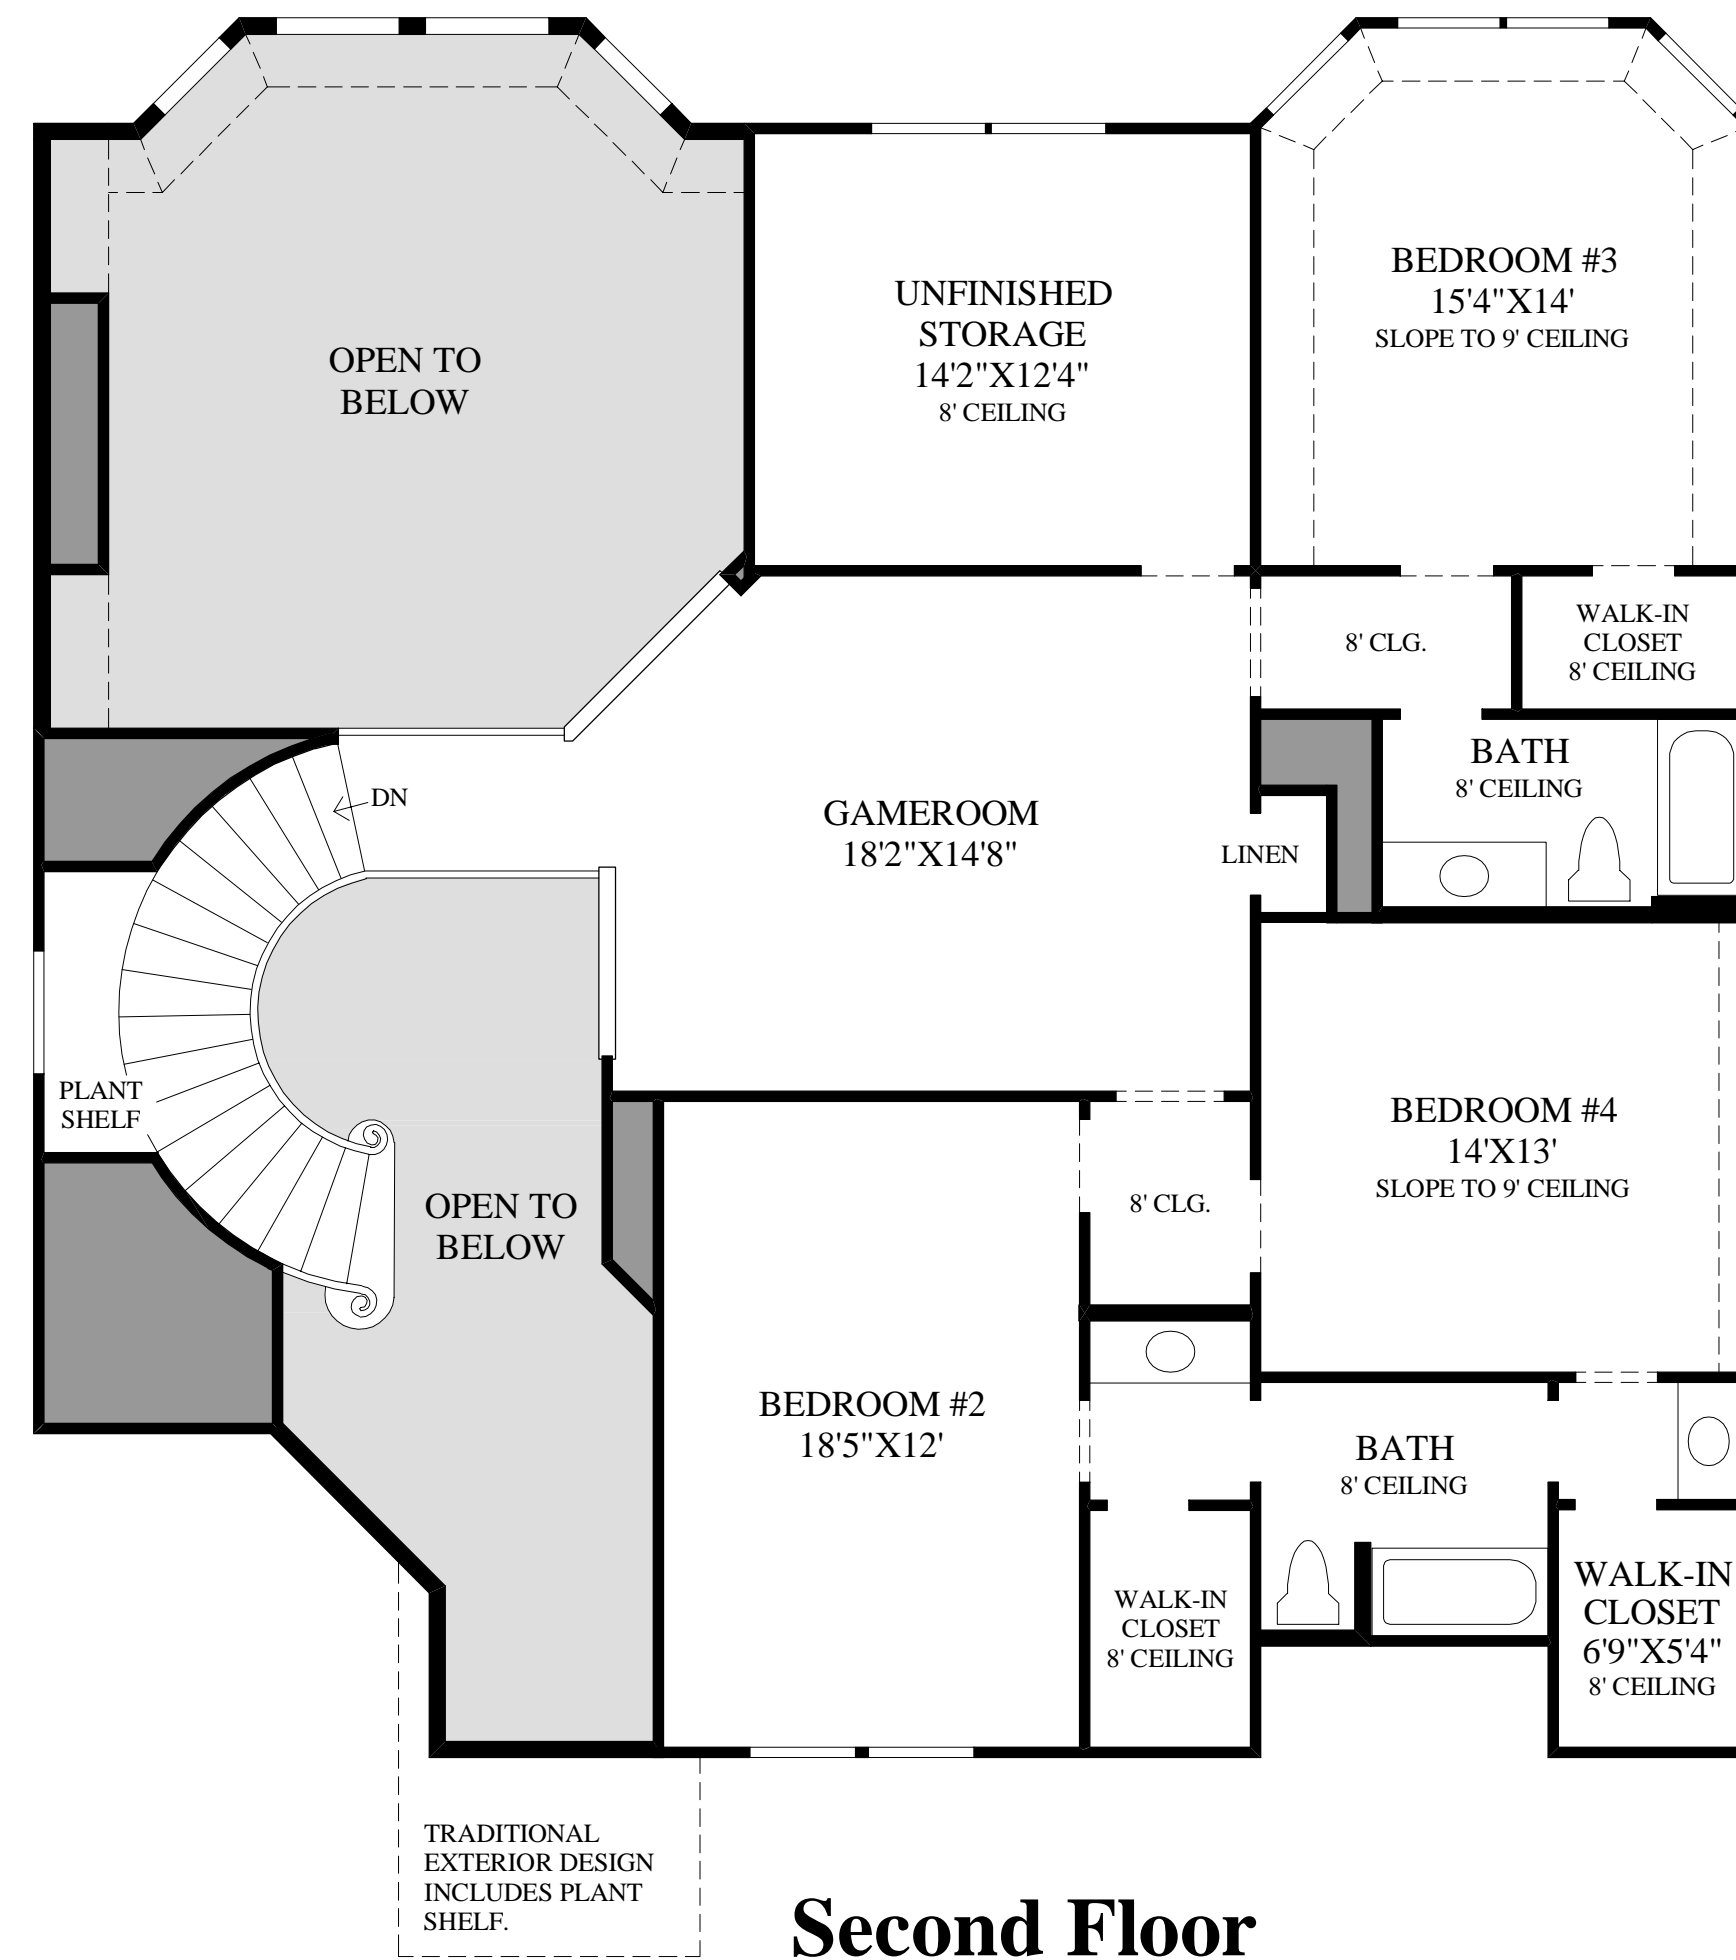 BEDROOM #3
15'4"X14'
SLOPE TO 9' CEILING
UNFINISHED
STORAGE
14'2"X12'4"
8' CEILING
OPEN TO
BELOW
WALK-IN
CLOSET
8' CEILING
8' CLG.
BATH
8' CEILING
DN
GAMEROOM
18'2"X14'8"
LINEN
PLANT
SHELF
BEDROOM #4
14'X13'
SLOPE TO 9' CEILING
8' CLG.
OPEN TO
BELOW
BEDROOM #2
18'5"X12'
BATH
8' CEILING
WALK-IN
CLOSET
8' CEILING
WALK-IN
CLOSET
6'9"X5'4"
8' CEILING
TRADITIONAL
EXTERIOR DESIGN
INCLUDES PLANT
SHELF.
Second Floor